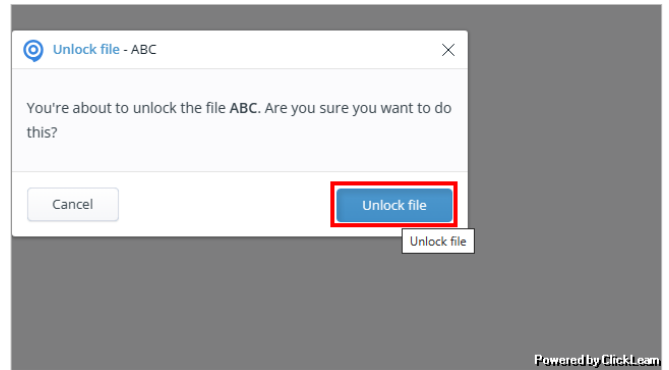 Unlock file - ABC
You're about to unlock the file ABC. Are you sure you want to do
this?
Cancel
Unlock file
Unlock file
Powered by ClickLearn